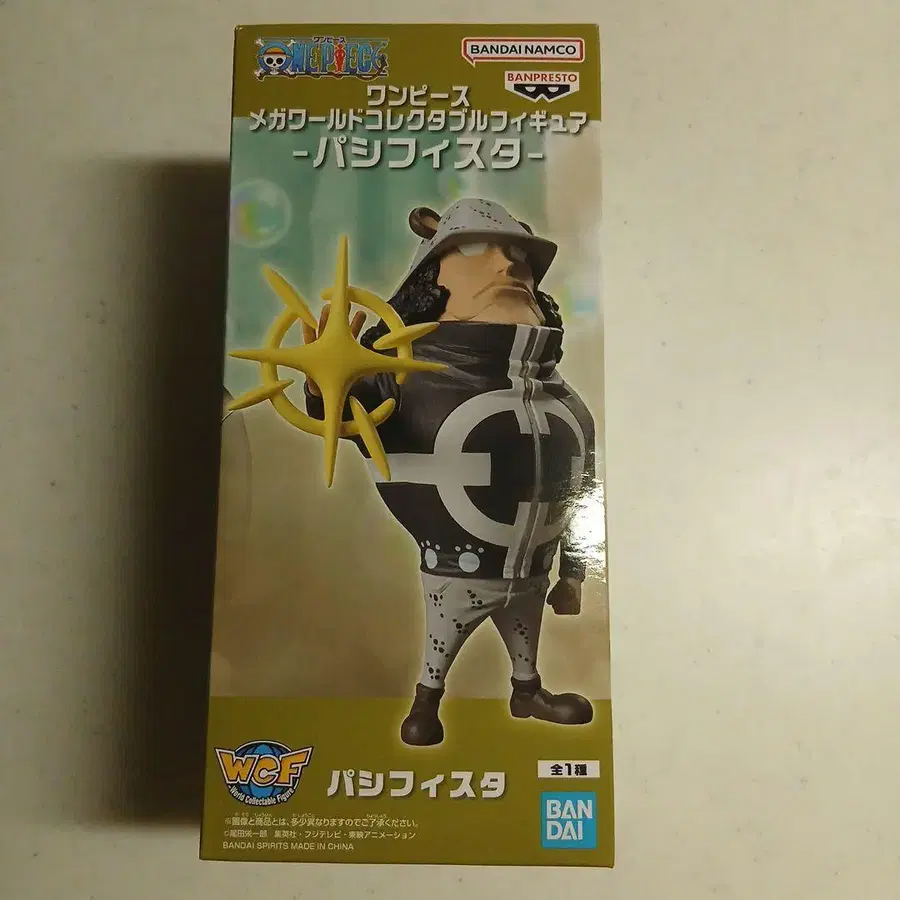 ワンピース
ONE PIECE
BANDAI NAMCO
BANPRESTO
ワンピース
メガワールドコレクタブルフィギュア
-パシフィスタ-
WCF
World Collectable Figure
パシフィスタ
全1種
※画像と商品とは、多少異なりますのでご了承ください。
©尾田栄一郎/集英社・フジテレビ・東映アニメーション
BANDAI SPIRITS MADE IN CHINA
BAN
DAI